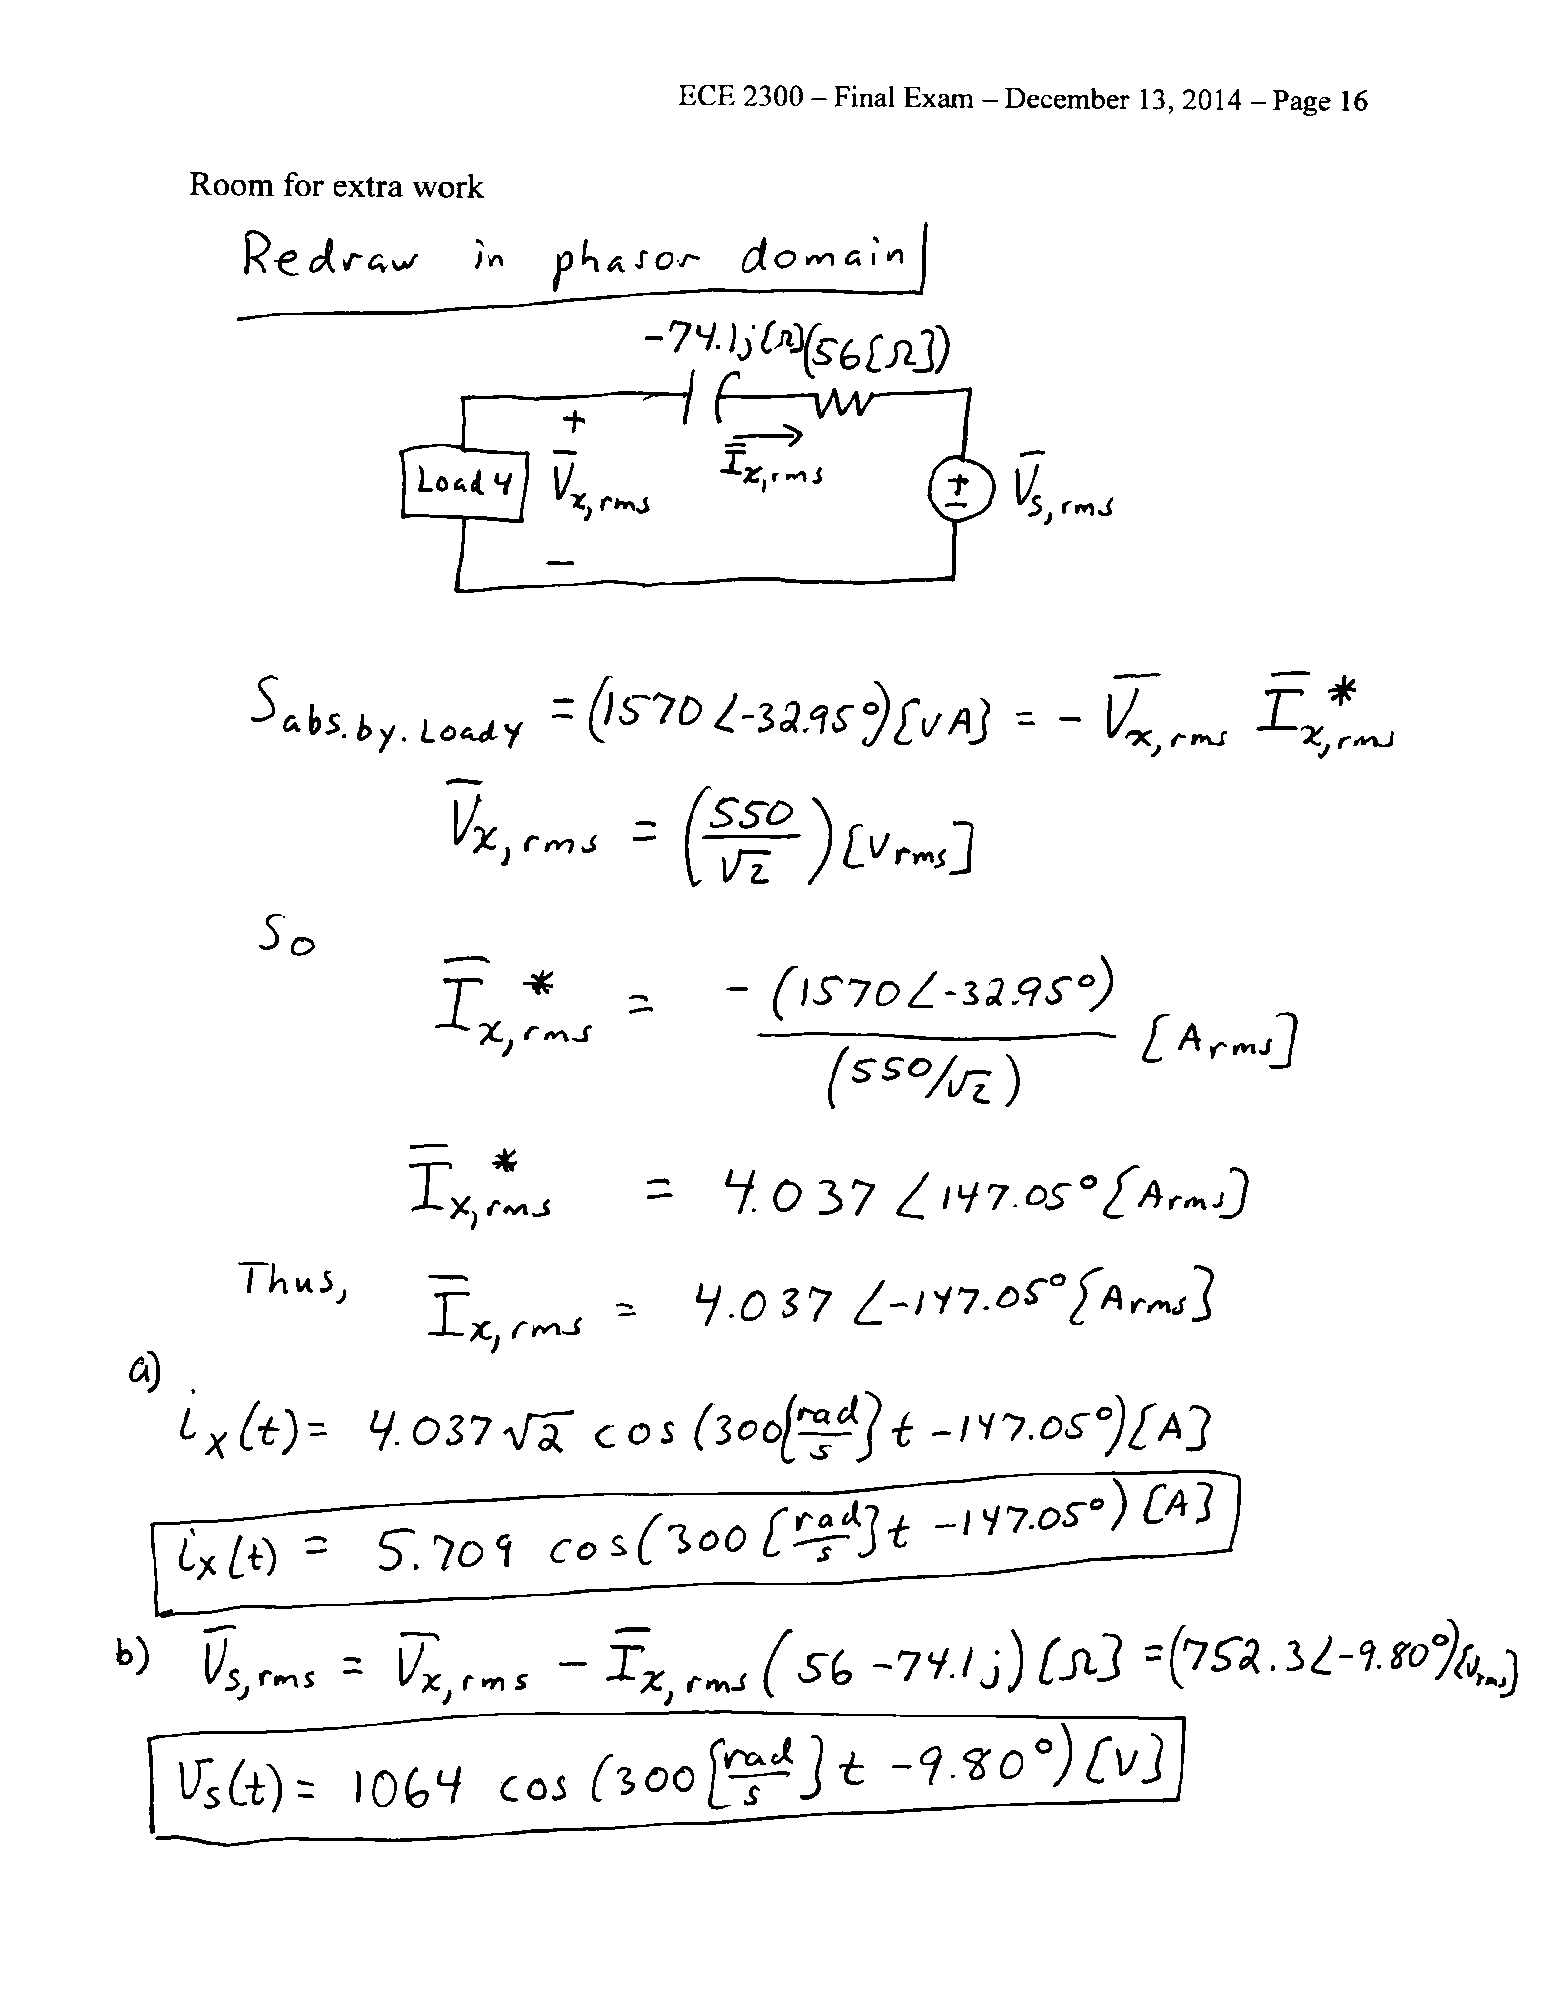 ECE 2300 – Final Exam – December 13, 2014 – Page 16
Room for extra work
Redraw in phasor domain
-74.1j[Ω] (56[Ω])
+
Load 4 V̅x,rms I̅x,rms + − V̅s,rms
−
Sabs.by.Load4 = (1570∠-32.95°)[VA] = - V̅x,rms I̅*x,rms
V̅x,rms = (550/√2)[Vrms]
So
I̅*x,rms = -(1570∠-32.95°)/(550/√2) [Arms]
I̅*x,rms = 4.037∠147.05°[Arms]
Thus, I̅x,rms = 4.037∠-147.05°[Arms]
a)
ix(t) = 4.037√2 cos(300[rad/s]t -147.05°)[A]
ix(t) = 5.709 cos(300[rad/s]t -147.05°)[A]
b) V̅s,rms = V̅x,rms - I̅x,rms(56-74.1j)[Ω] = (752.3∠-9.80°)[Vrms]
Vs(t) = 1064 cos(300[rad/s]t -9.80°)[V]